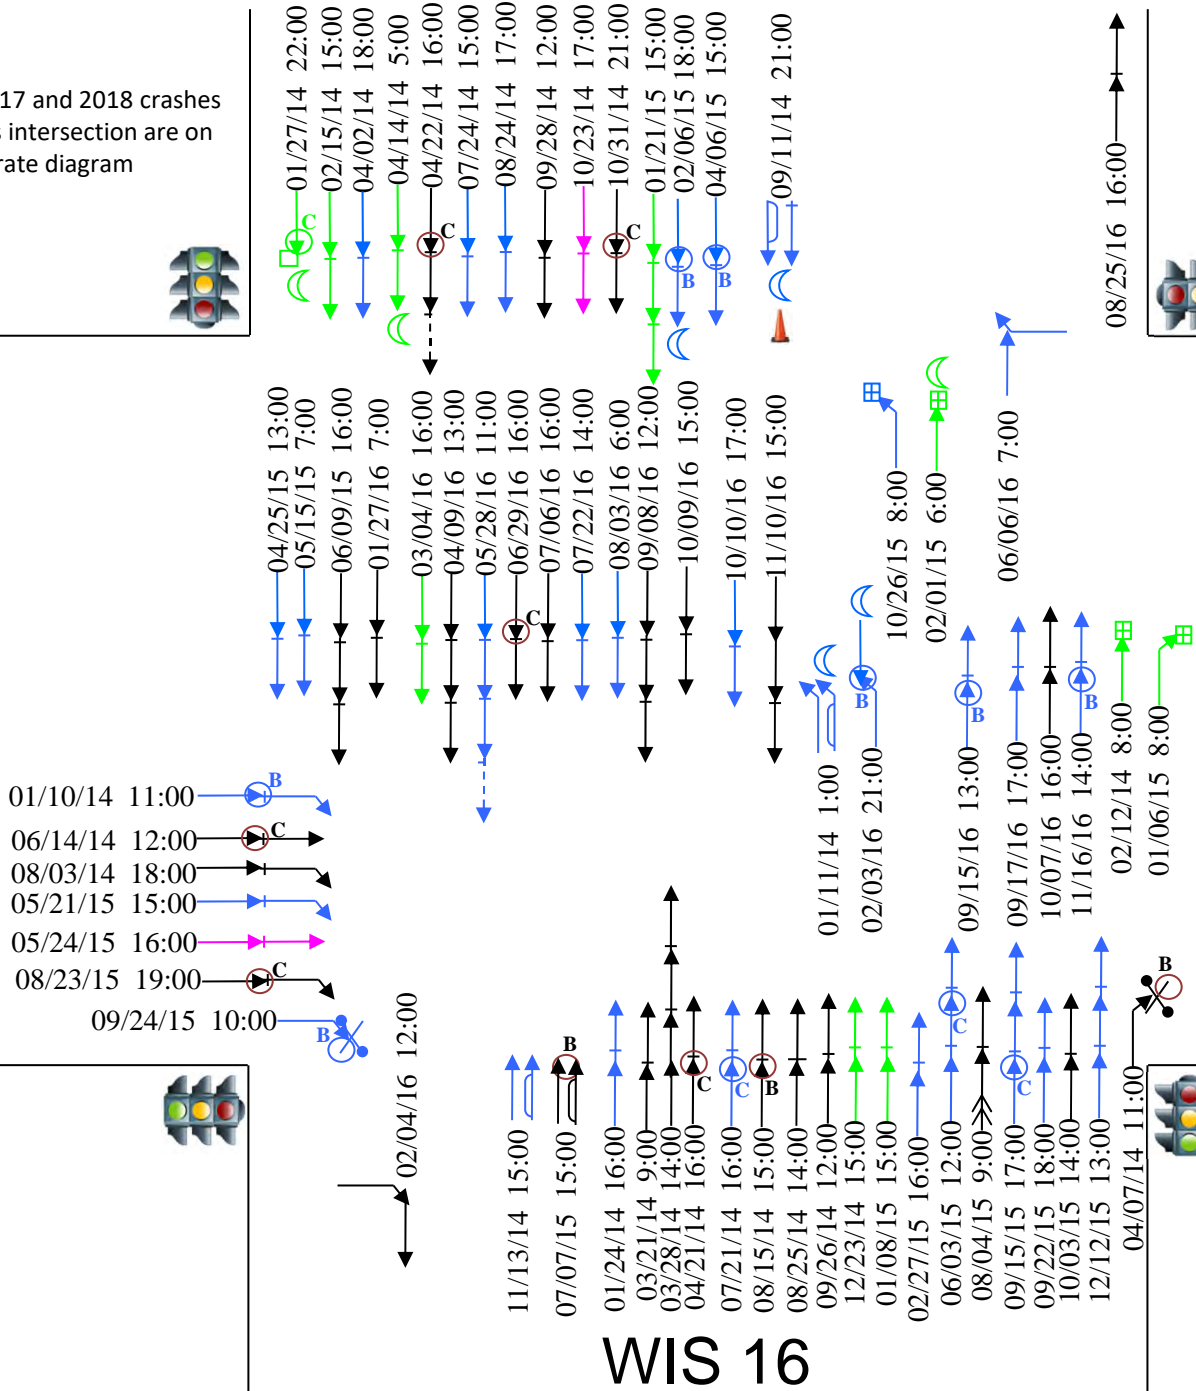 17 and 2018 crashes
s intersection are on
rate diagram
01/27/14 22:00
02/15/14 15:00
04/02/14 18:00
04/14/14 5:00
04/22/14 16:00
07/24/14 15:00
08/24/14 17:00
09/28/14 12:00
10/23/14 17:00
10/31/14 21:00
01/21/15 15:00
02/06/15 18:00
04/06/15 15:00
09/11/14 21:00
08/25/16 16:00
C
C
C
B
B
04/25/15 13:00
05/15/15 7:00
06/09/15 16:00
01/27/16 7:00
03/04/16 16:00
04/09/16 13:00
05/28/16 11:00
06/29/16 16:00
07/06/16 16:00
07/22/16 14:00
08/03/16 6:00
09/08/16 12:00
10/09/16 15:00
10/10/16 17:00
11/10/16 15:00
10/26/15 8:00
02/01/15 6:00
06/06/16 7:00
C
B
B
B
01/11/14 1:00
02/03/16 21:00
09/15/16 13:00
09/17/16 17:00
10/07/16 16:00
11/16/16 14:00
02/12/14 8:00
01/06/15 8:00
01/10/14 11:00
B
06/14/14 12:00
C
08/03/14 18:00
05/21/15 15:00
05/24/15 16:00
08/23/15 19:00
C
09/24/15 10:00
B
02/04/16 12:00
B
C
C
B
C
C
B
11/13/14 15:00
07/07/15 15:00
01/24/14 16:00
03/21/14 9:00
03/28/14 14:00
04/21/14 16:00
07/21/14 16:00
08/15/14 15:00
08/25/14 14:00
09/26/14 12:00
12/23/14 15:00
01/08/15 15:00
02/27/15 16:00
06/03/15 12:00
08/04/15 9:00
09/15/15 17:00
09/22/15 18:00
10/03/15 14:00
12/12/15 13:00
04/07/14 11:00
WIS 16